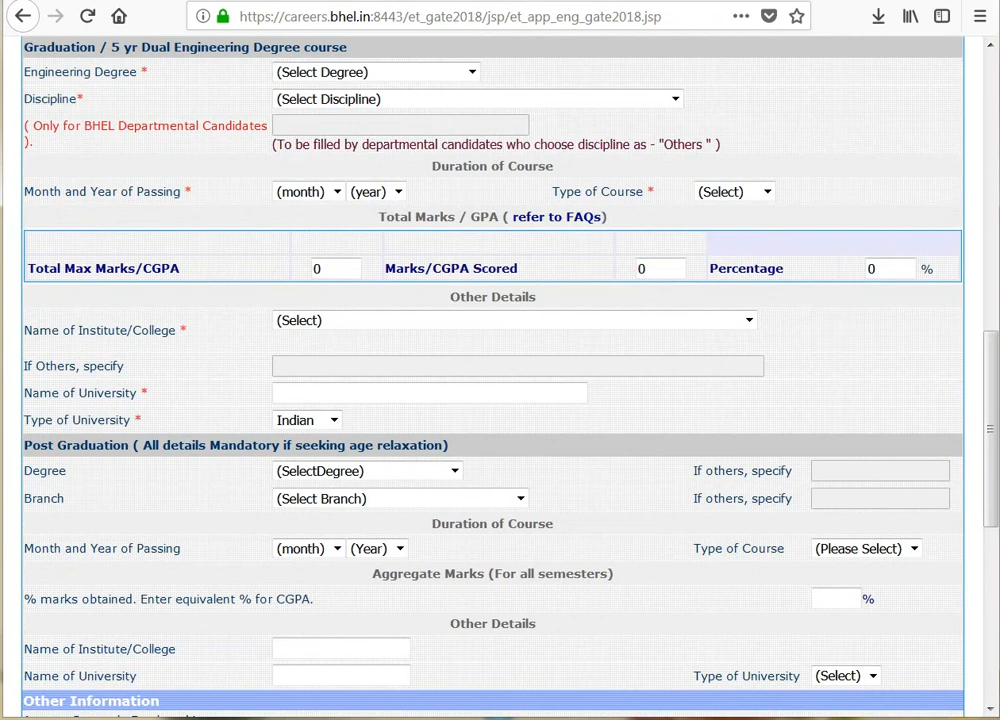 https://careers.bhel.in:8443/et_gate2018/jsp/et_app_eng_gate2018.jsp
Graduation / 5 yr Dual Engineering Degree course
Engineering Degree * (Select Degree)
Discipline* (Select Discipline)
( Only for BHEL Departmental Candidates
).
(To be filled by departmental candidates who choose discipline as - "Others " )
Duration of Course
Month and Year of Passing * (month) (year) Type of Course * (Select)
Total Marks / GPA ( refer to FAQs)
Total Max Marks/CGPA 0 Marks/CGPA Scored 0 Percentage 0 %
Other Details
Name of Institute/College * (Select)
If Others, specify
Name of University *
Type of University * Indian
Post Graduation ( All details Mandatory if seeking age relaxation)
Degree (SelectDegree) If others, specify
Branch (Select Branch) If others, specify
Duration of Course
Month and Year of Passing (month) (Year) Type of Course (Please Select)
Aggregate Marks (For all semesters)
% marks obtained. Enter equivalent % for CGPA. %
Other Details
Name of Institute/College
Name of University Type of University (Select)
Other Information